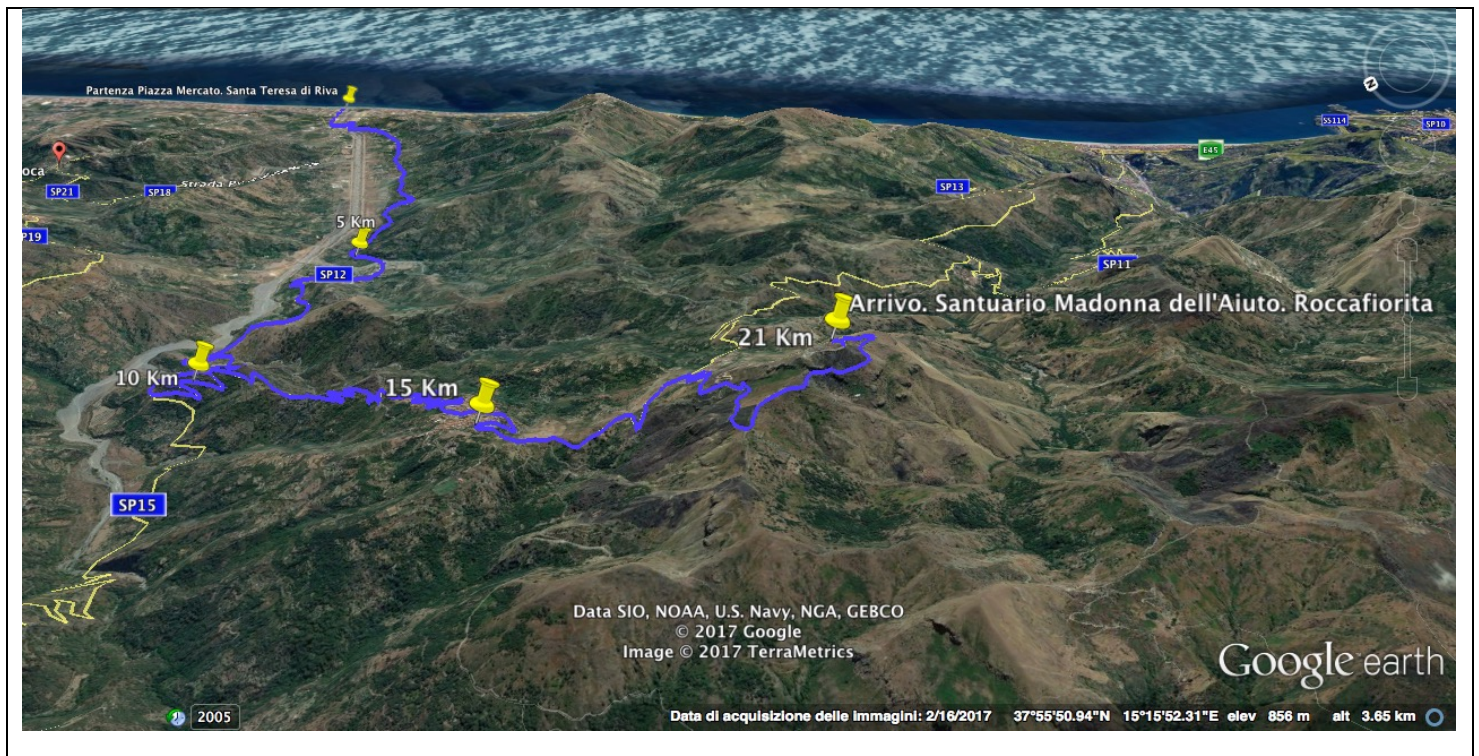 Partenza Piazza Mercato. Santa Teresa di Riva
SS114
SP10
E45
oca
SP21
SP18
Strada P
SP13
5 Km
P19
SP12
SP11
Arrivo. Santuario Madonna dell'Aiuto. Roccafiorita
21 Km
10 Km
15 Km
SP15
Data SIO, NOAA, U.S. Navy, NGA, GEBCO
© 2017 Google
Image © 2017 TerraMetrics
Google earth
2005
Data di acquisizione delle immagini: 2/16/2017 37°55'50.94"N 15°15'52.31"E elev 856 m alt 3.65 km